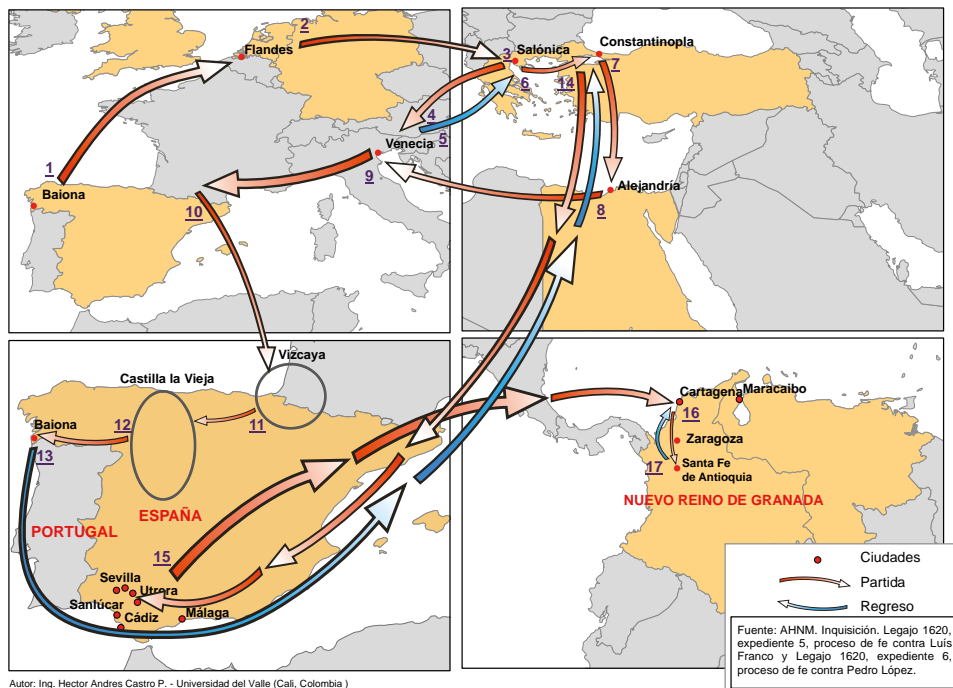 2
Flandes
1
Baiona
10
4
5
Venecia
9
3
Salónica
6
Constantinopla
7
14
Alejandría
8
Vizcaya
Castilla la Vieja
Baiona
12
11
13
PORTUGAL
ESPAÑA
15
Sevilla
Utrera
Sanlúcar
Cádiz
Málaga
Cartagena
Maracaibo
16
Zaragoza
17
Santa Fe
de Antioquia
NUEVO REINO DE GRANADA
Ciudades
Partida
Regreso
Fuente: AHNM. Inquisición. Legajo 1620,
expediente 5, proceso de fe contra Luís
Franco y Legajo 1620, expediente 6,
proceso de fe contra Pedro López.
Autor: Ing. Hector Andres Castro P. - Universidad del Valle (Cali, Colombia )